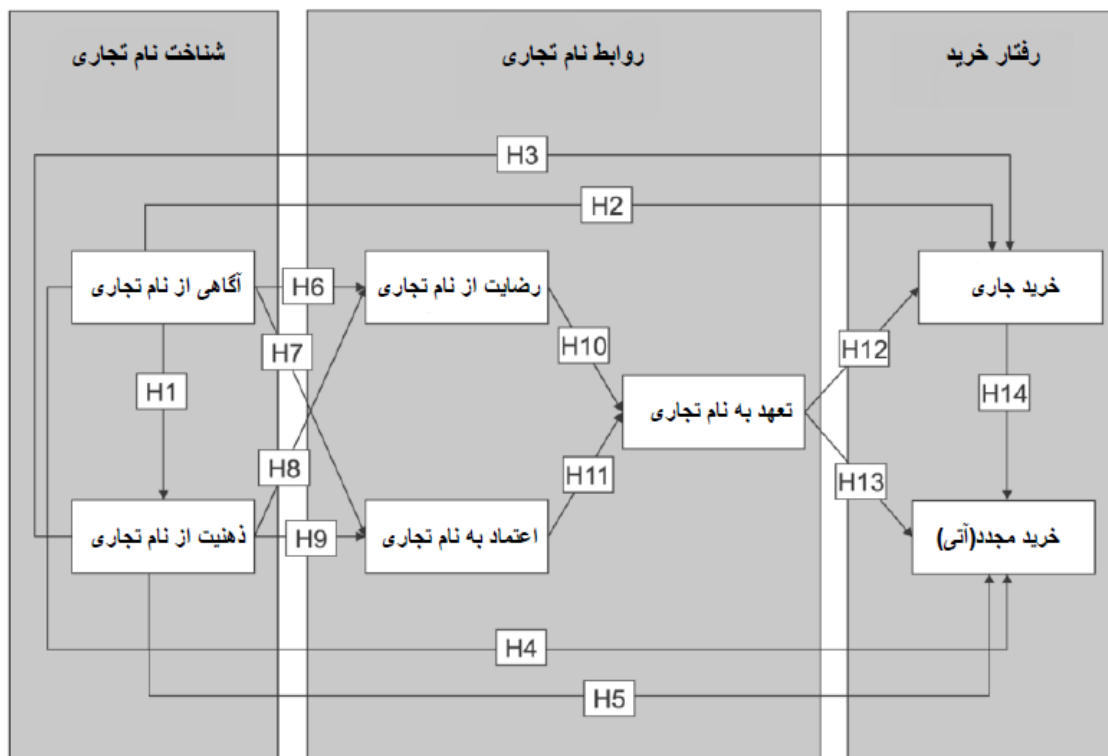 رفتار خرید
روابط نام تجاری
شناخت نام تجاری
H3
H2
آگاهی از نام تجاری
H6
رضایت از نام تجاری
خرید جاری
H7
H10
H12
H1
تعهد به نام تجاری
H14
H8
H11
H13
ذهنیت از نام تجاری
H9
اعتماد به نام تجاری
خرید مجدد(آتی)
H4
H5